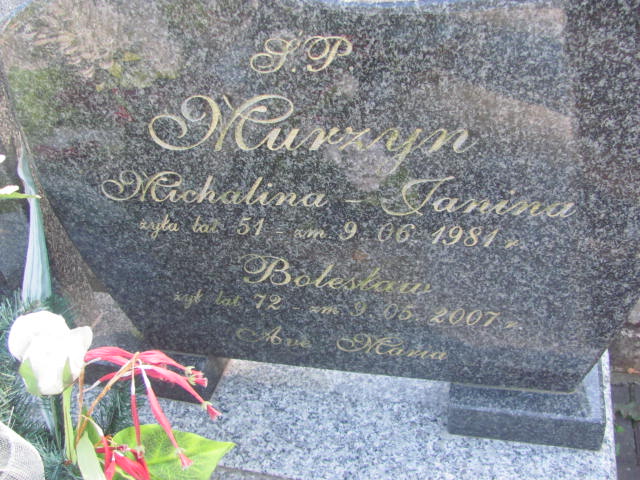 Ś.P
Murzyn
Michalina - Janina
żyła lat 51 - zm. 9.06.1981 r.
Bolesław
żył lat 72 - zm 9.05.2007 r.
Ave Maria